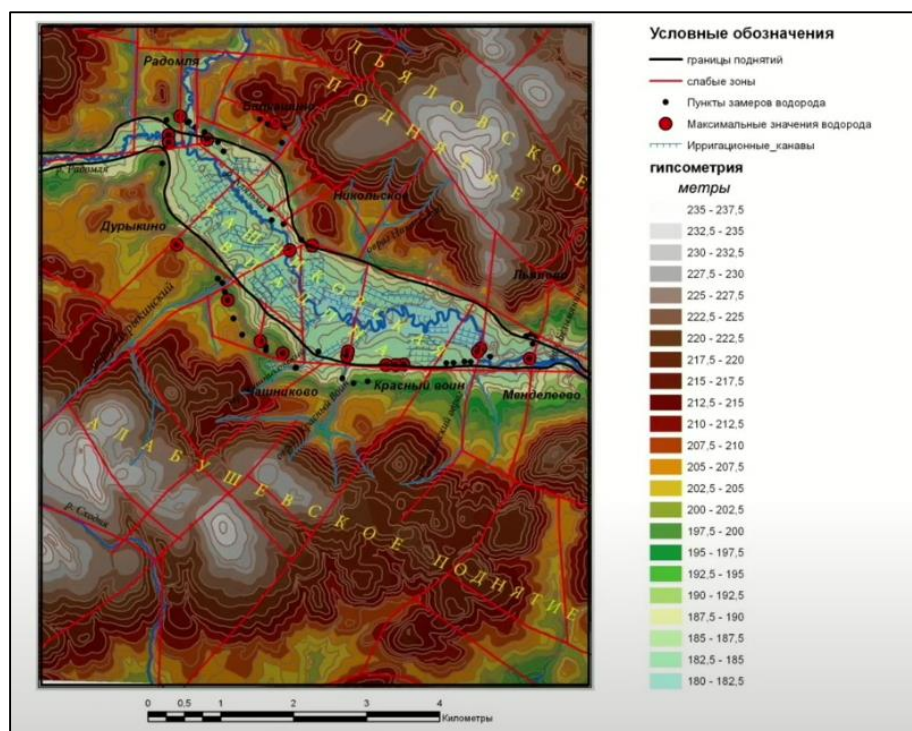 Радомля
ЛЬЯЛОВСКОЕ
ПОДНЯТИЕ
р. Радомля
Никольское
Дурыкино
Льялово
Чашниково
Красный воин
Менделеево
АЛАБУШЕВСКОЕ ПОДНЯТИЕ
р. Сходня
0 0,5 1 2 3 4
Километры
Условные обозначения
границы поднятий
слабые зоны
Пункты замеров водорода
Максимальные значения водорода
Ирригационные_канавы
гипсометрия
метры
235 - 237,5
232,5 - 235
230 - 232,5
227,5 - 230
225 - 227,5
222,5 - 225
220 - 222,5
217,5 - 220
215 - 217,5
212,5 - 215
210 - 212,5
207,5 - 210
205 - 207,5
202,5 - 205
200 - 202,5
197,5 - 200
195 - 197,5
192,5 - 195
190 - 192,5
187,5 - 190
185 - 187,5
182,5 - 185
180 - 182,5